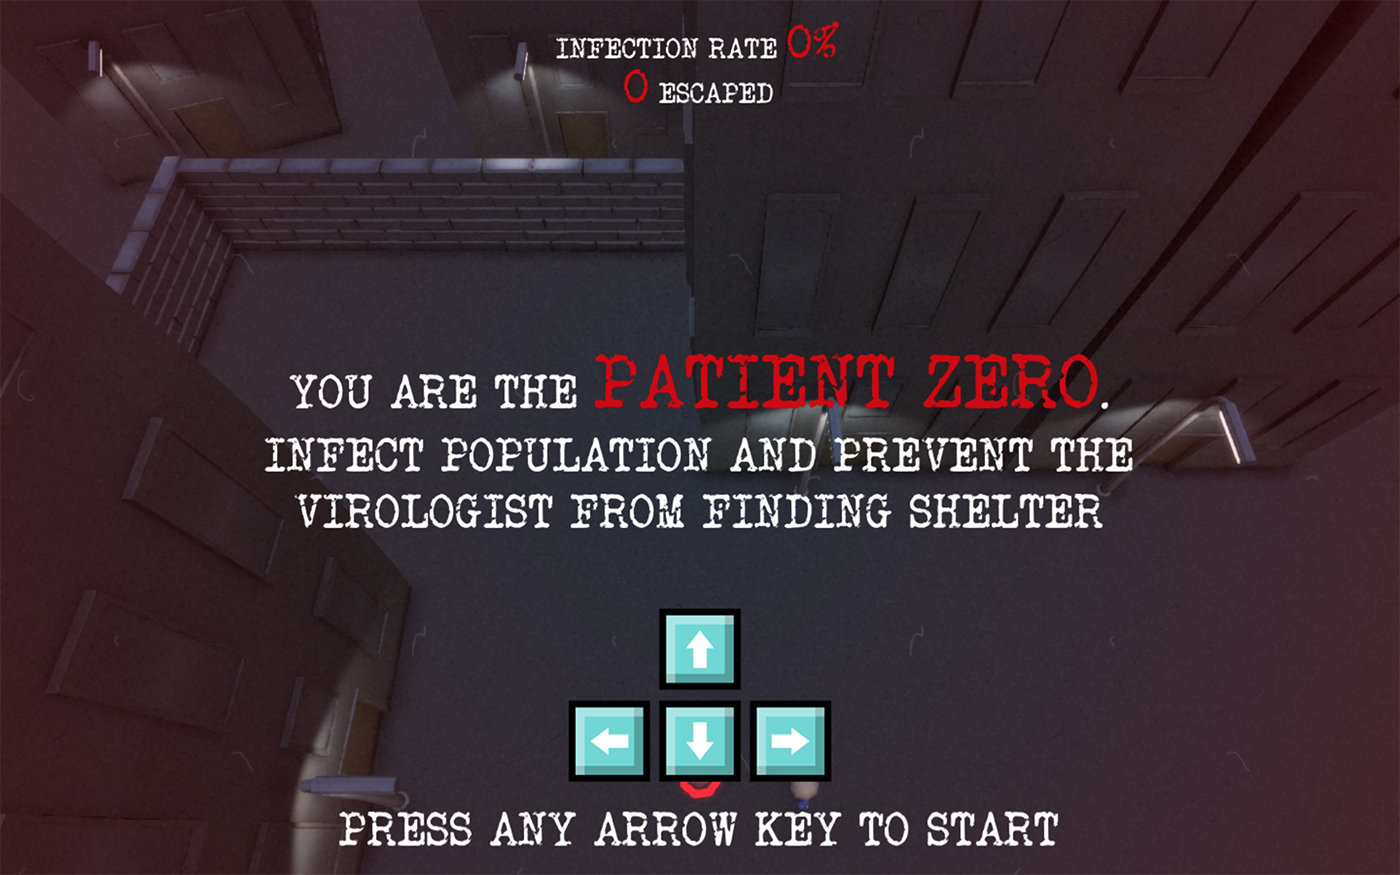 INFECTION RATE 0%
0 ESCAPED
YOU ARE THE PATIENT ZERO.
INFECT POPULATION AND PREVENT THE
VIROLOGIST FROM FINDING SHELTER
PRESS ANY ARROW KEY TO START